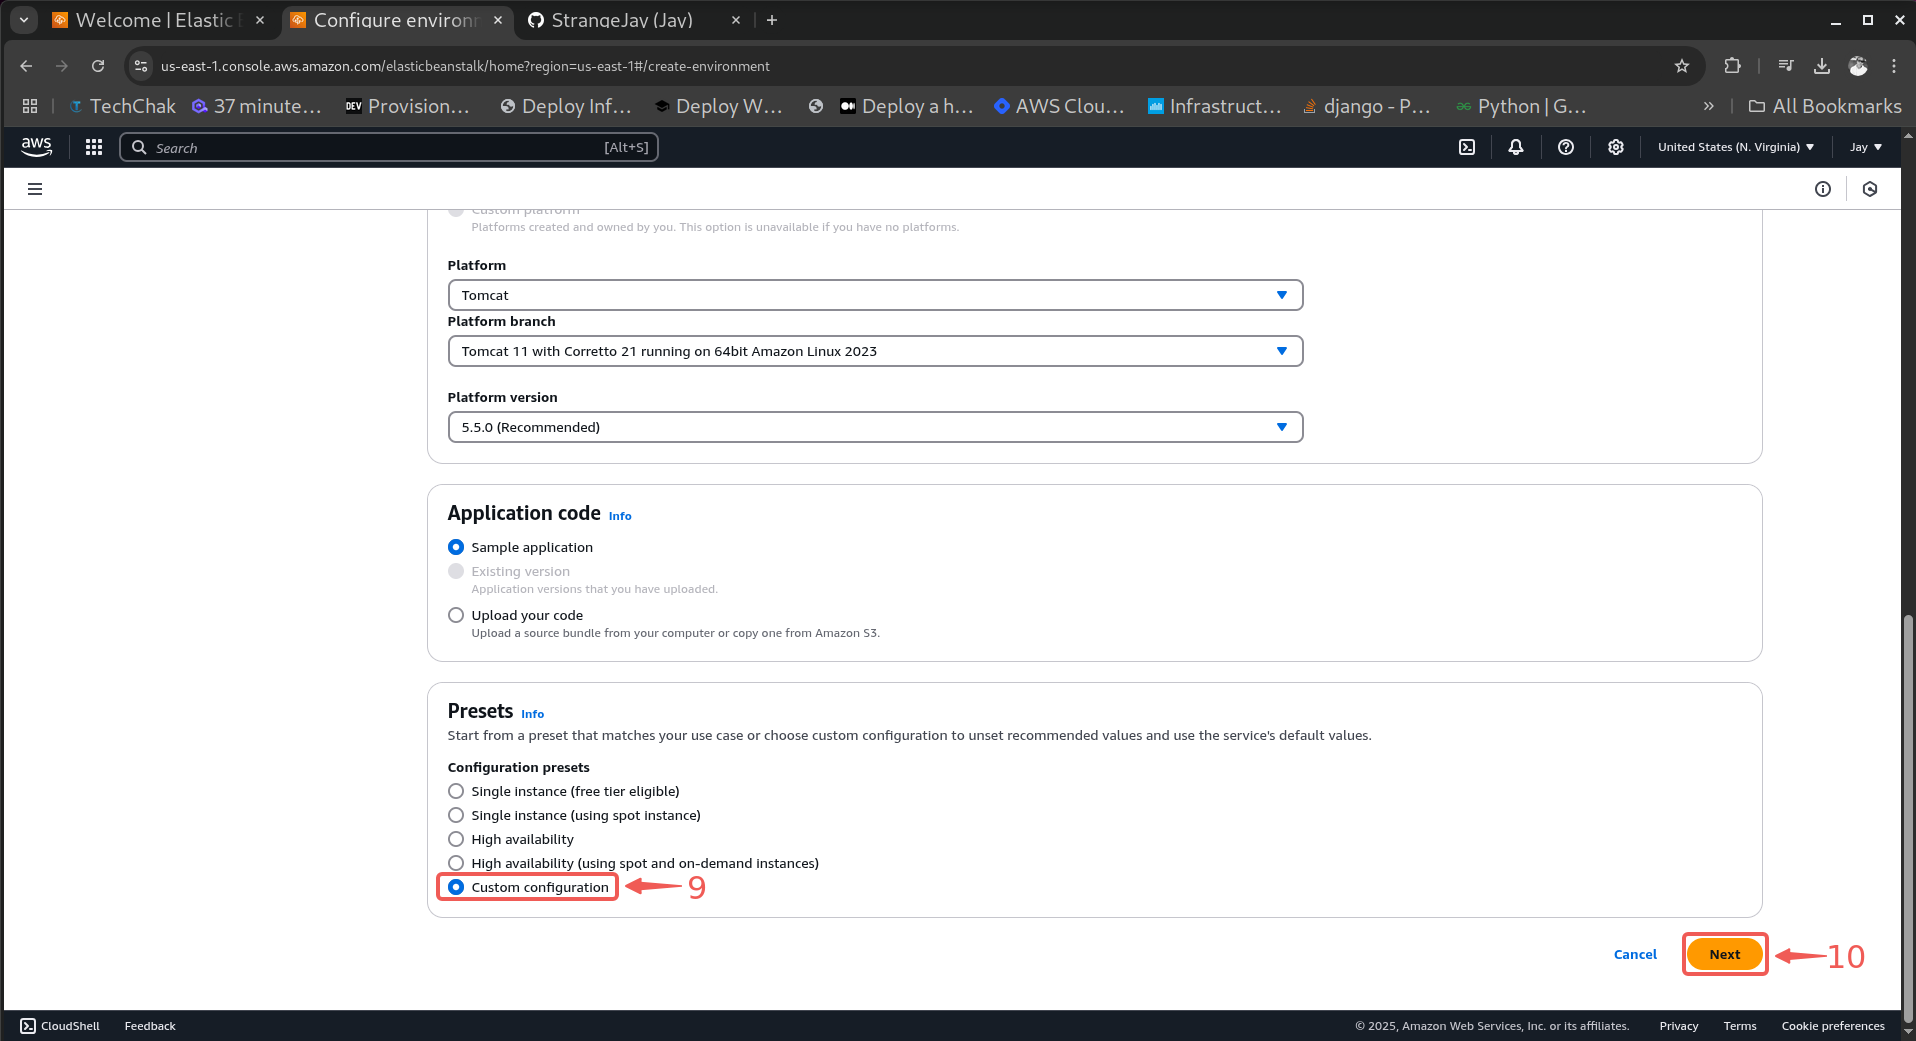 Welcome | Elastic B
Configure environn
StrangeJay (Jay)
us-east-1.console.aws.amazon.com/elasticbeanstalk/home?region=us-east-1#/create-environment
TechChak
37 minute...
DEV Provision...
Deploy Inf...
Deploy W...
Deploy a h...
AWS Clou...
Infrastruct...
django - P...
Python | G...
»
All Bookmarks
aws
Search
[Alt+S]
United States (N. Virginia)
Jay
Custom platform
Platforms created and owned by you. This option is unavailable if you have no platforms.
Platform
Tomcat
Platform branch
Tomcat 11 with Corretto 21 running on 64bit Amazon Linux 2023
Platform version
5.5.0 (Recommended)
Application code Info
Sample application
Existing version
Application versions that you have uploaded.
Upload your code
Upload a source bundle from your computer or copy one from Amazon S3.
Presets Info
Start from a preset that matches your use case or choose custom configuration to unset recommended values and use the service's default values.
Configuration presets
Single instance (free tier eligible)
Single instance (using spot instance)
High availability
High availability (using spot and on-demand instances)
Custom configuration
9
Cancel
Next
10
CloudShell
Feedback
© 2025, Amazon Web Services, Inc. or its affiliates.
Privacy
Terms
Cookie preferences